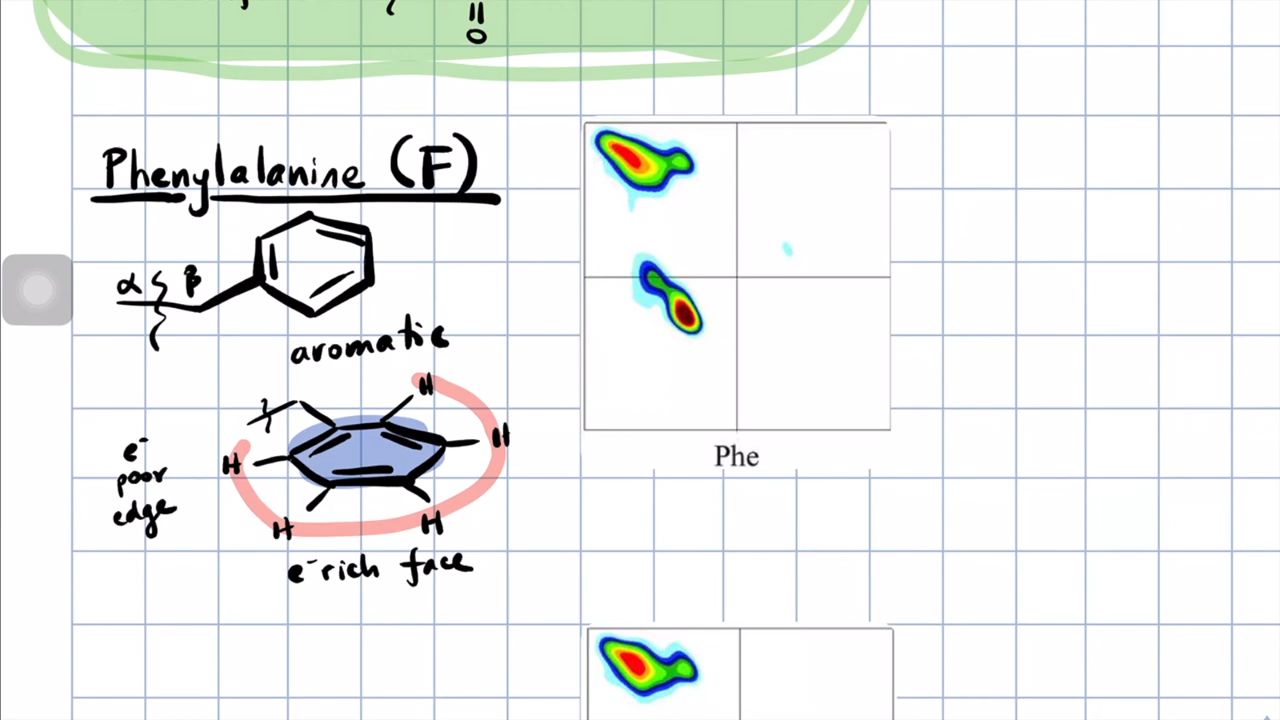 O
Phenylalanine (F)
α β
aromatic
H
H
H
H
H
e⁻
poor
edge
e⁻rich face
Phe